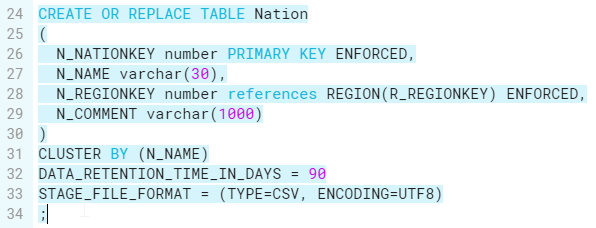 24 CREATE OR REPLACE TABLE Nation
25 (
26 N_NATIONKEY number PRIMARY KEY ENFORCED,
27 N_NAME varchar(30),
28 N_REGIONKEY number references REGION(R_REGIONKEY) ENFORCED,
29 N_COMMENT varchar(1000)
30 )
31 CLUSTER BY (N_NAME)
32 DATA_RETENTION_TIME_IN_DAYS = 90
33 STAGE_FILE_FORMAT = (TYPE=CSV, ENCODING=UTF8)
34 ;